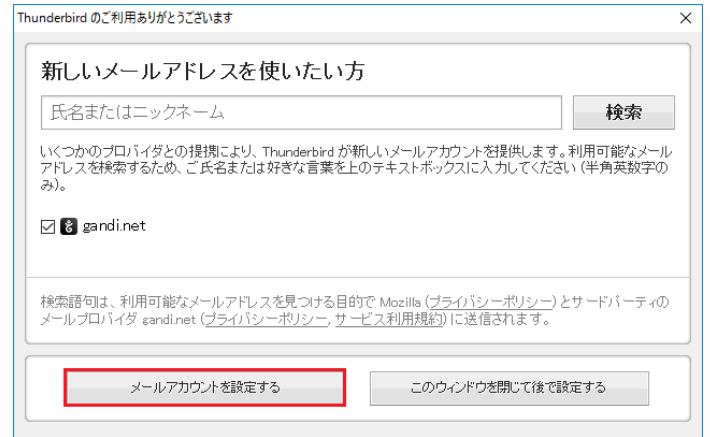 Thunderbird のご利用ありがとうございます
新しいメールアドレスを使いたい方
氏名またはニックネーム
検索
いくつかのプロバイダとの提携により、Thunderbird が新しいメールアカウントを提供します。利用可能なメール
アドレスを検索するため、ご氏名または好きな言葉を上のテキストボックスに入力してください (半角英数字の
み)。
gandi.net
検索語句は、利用可能なメールアドレスを見つける目的で Mozilla (プライバシーポリシー) とサードパーティの
メールプロバイダ gandi.net (プライバシーポリシー, サービス利用規約) に送信されます。
メールアカウントを設定する
このウィンドウを閉じて後で設定する